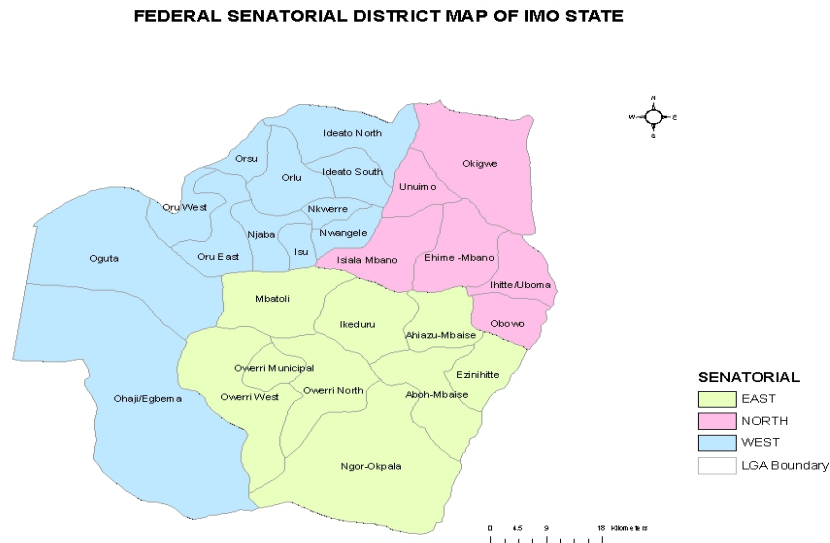 FEDERAL SENATORIAL DISTRICT MAP OF IMO STATE
N
W E
S
Ideato North
Orsu
Okigwe
Orlu
Ideato South
Unuimo
Oru West
Nkwerre
Njaba
Nwangele
Oru East
Isu
Isiala Mbano
Ehime -Mbano
Oguta
Ihitte/Uboma
Mbatoli
Ikeduru
Obowo
Ahiazu-Mbaise
Owerri Municipal
Ezinihitte
Owerri North
Ohaji/Egbema
Owerri West
Aboh-Mbaise
Ngor-Okpala
SENATORIAL
EAST
NORTH
WEST
LGA Boundary
0 4.5 9 18 Kilometers